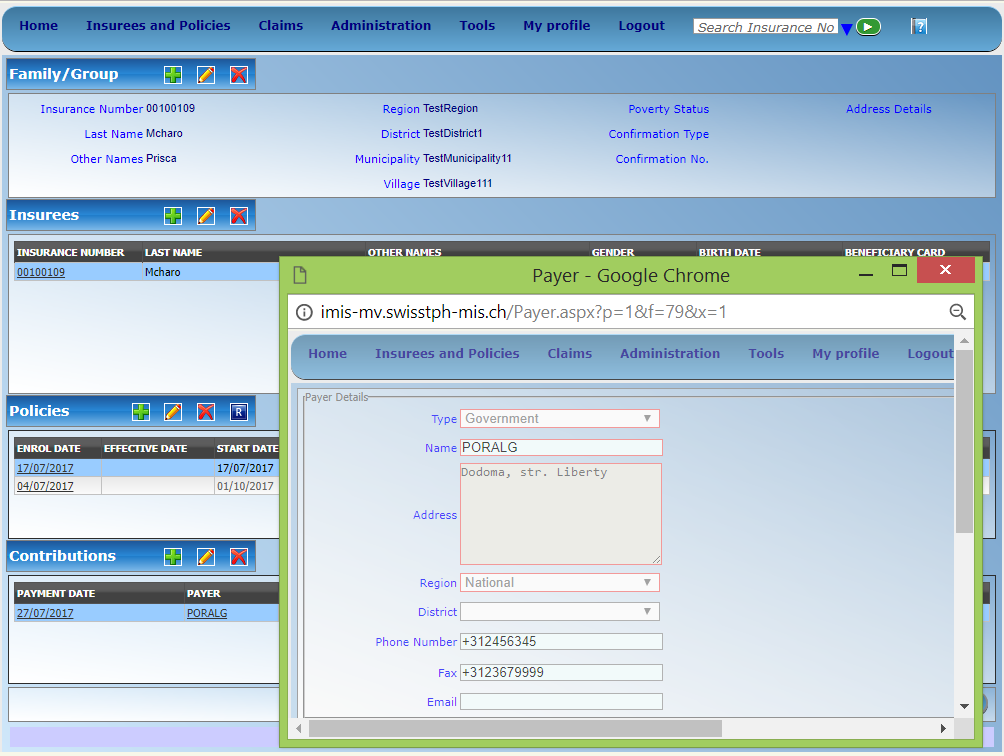 Home Insurees and Policies Claims Administration Tools My profile Logout Search Insurance No ?
Family/Group
Insurance Number 00100109 Region TestRegion Poverty Status Address Details
Last Name Mcharo District TestDistrict1 Confirmation Type
Other Names Prisca Municipality TestMunicipality11 Confirmation No.
Village TestVillage111
Insurees
INSURANCE NUMBER LAST NAME OTHER NAMES GENDER BIRTH DATE BENEFICIARY CARD
00100109 Mcharo
Policies R
ENROL DATE EFFECTIVE DATE START DATE
17/07/2017 17/07/2017
04/07/2017 01/10/2017
Contributions
PAYMENT DATE PAYER
27/07/2017 PORALG
Payer - Google Chrome
imis-mv.swisstph-mis.ch/Payer.aspx?p=1&f=79&x=1
Home Insurees and Policies Claims Administration Tools My profile Logout
Payer Details
Type Government
Name PORALG
Address Dodoma, str. Liberty
Region National
District
Phone Number +312456345
Fax +3123679999
Email